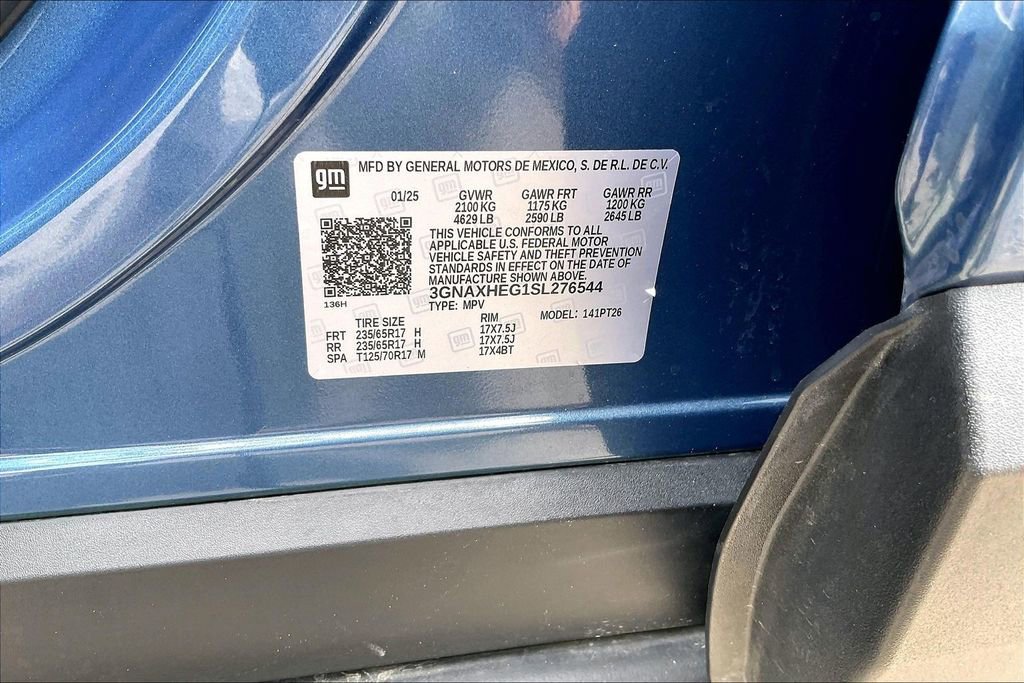 gm MFD BY GENERAL MOTORS DE MEXICO, S. DE R.L. DE C.V.
01/25 GVWR GAWR FRT GAWR RR
2100 KG 1175 KG 1200 KG
4629 LB 2590 LB 2645 LB
THIS VEHICLE CONFORMS TO ALL
APPLICABLE U.S. FEDERAL MOTOR
VEHICLE SAFETY AND THEFT PREVENTION
STANDARDS IN EFFECT ON THE DATE OF
MANUFACTURE SHOWN ABOVE.
3GNAXHEG1SL276544
136H
TYPE: MPV MODEL: 141PT26
TIRE SIZE RIM
FRT 235/65R17 H 17X7.5J
RR 235/65R17 H 17X7.5J
SPA T125/70R17 M 17X4BT